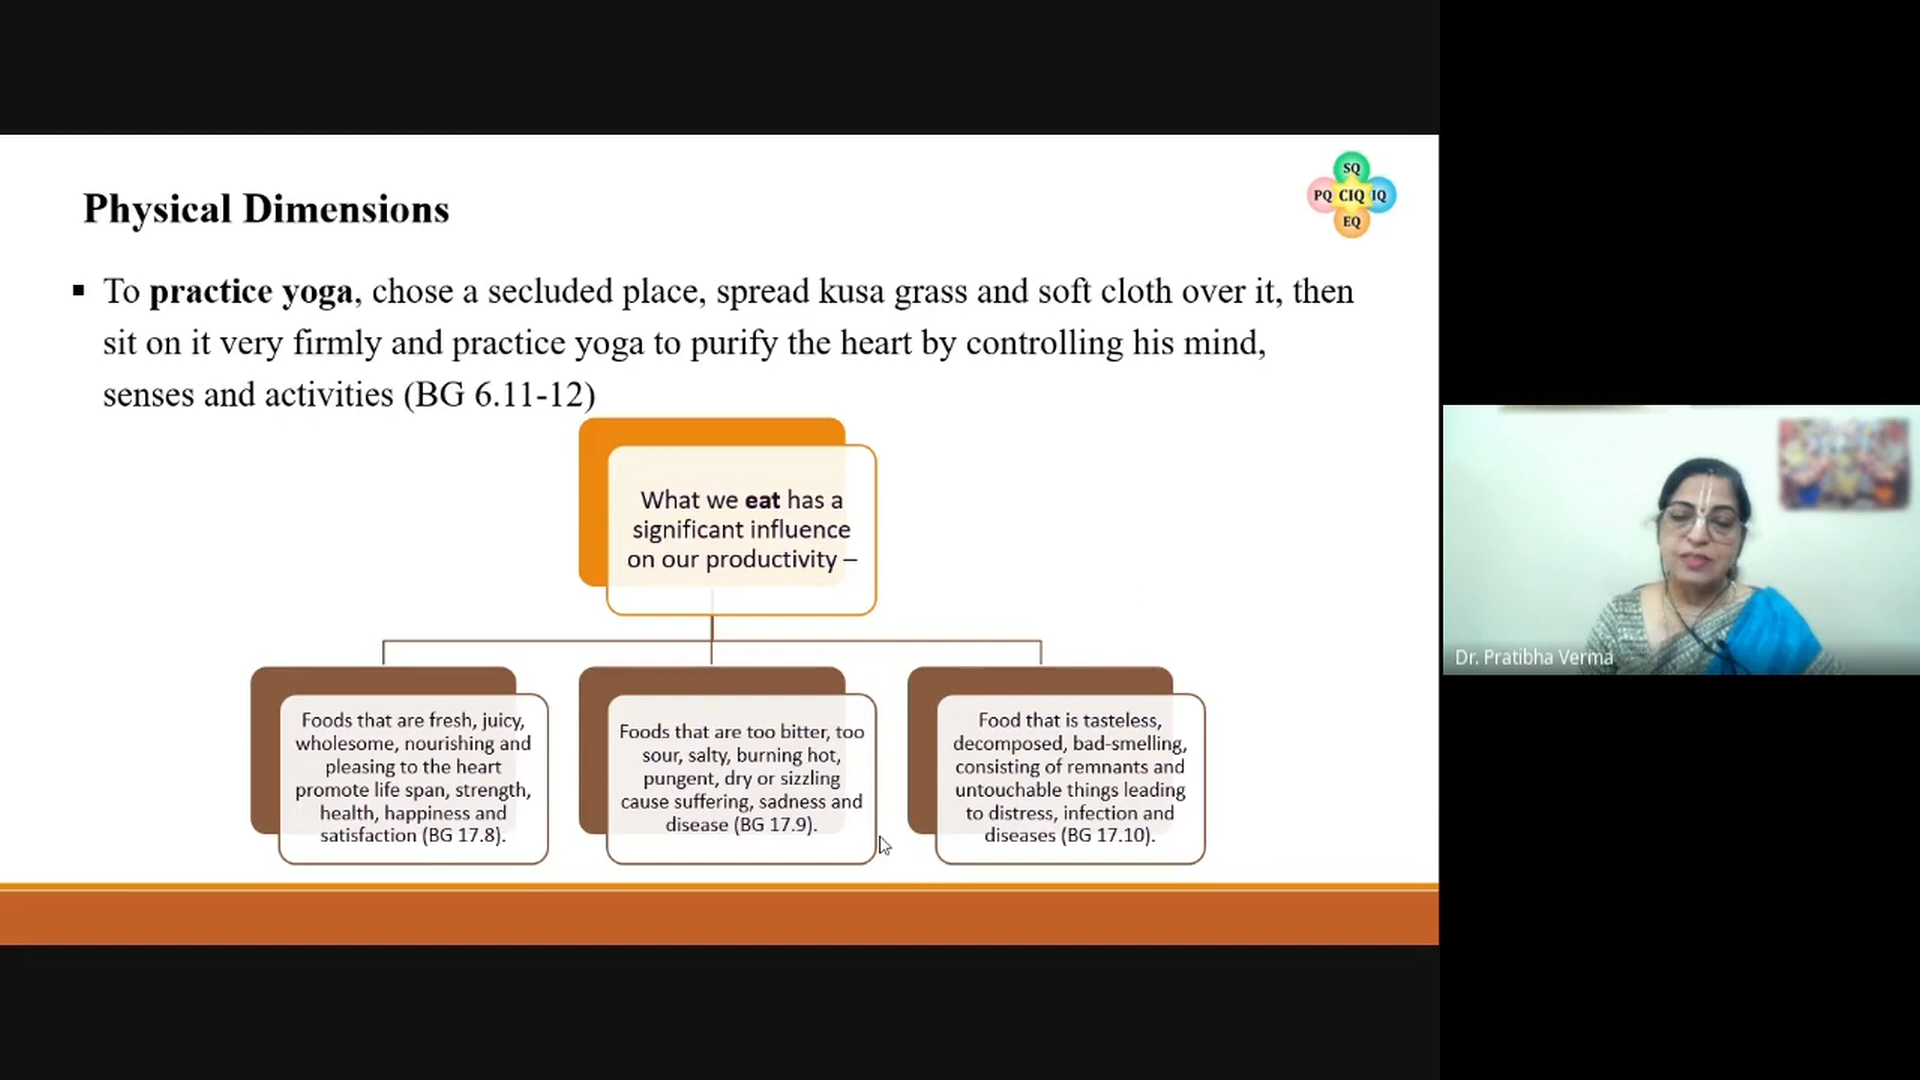 Physical Dimensions
SQ
PQ CIQ IQ
EQ
▪ To practice yoga, chose a secluded place, spread kusa grass and soft cloth over it, then
sit on it very firmly and practice yoga to purify the heart by controlling his mind,
senses and activities (BG 6.11-12)
What we eat has a
significant influence
on our productivity –
Foods that are fresh, juicy,
wholesome, nourishing and
pleasing to the heart
promote life span, strength,
health, happiness and
satisfaction (BG 17.8).
Foods that are too bitter, too
sour, salty, burning hot,
pungent, dry or sizzling
cause suffering, sadness and
disease (BG 17.9).
Food that is tasteless,
decomposed, bad-smelling,
consisting of remnants and
untouchable things leading
to distress, infection and
diseases (BG 17.10).
Dr. Pratibha Verma